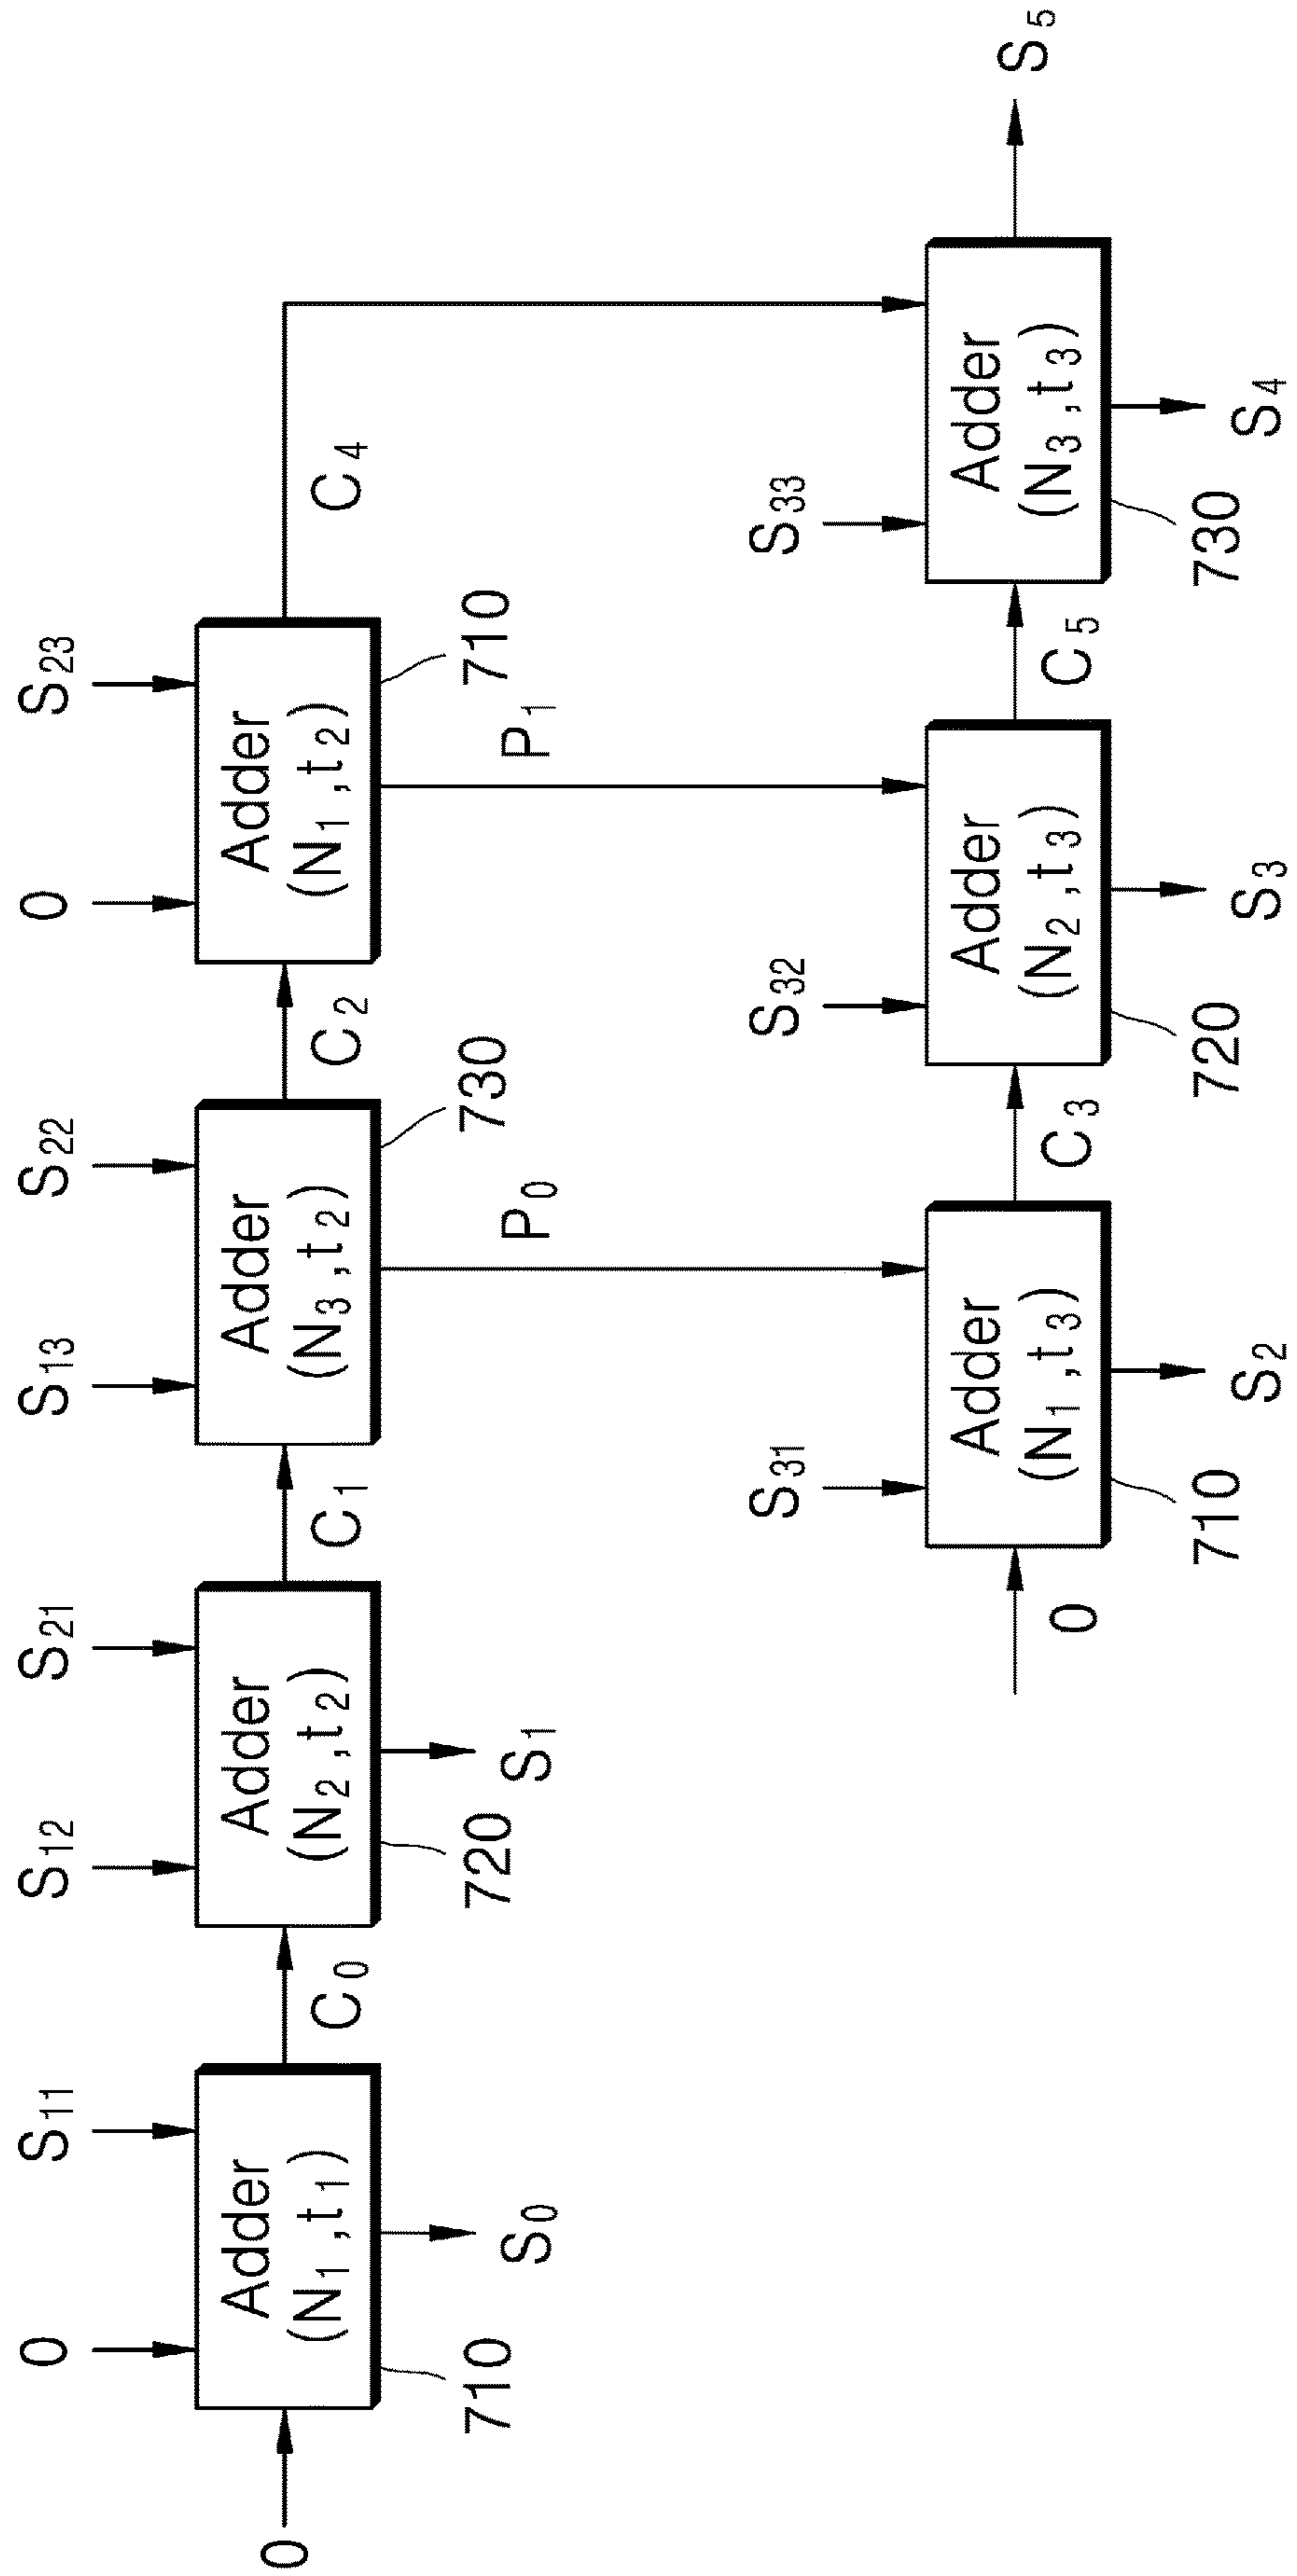 0 S11 S12 S21 S13 S22 0 S23
0 Adder (N1,t1) C0 Adder (N2,t2) C1 Adder (N3,t2) C2 Adder (N1,t2) C4
710 S0 720 S1 P0 730 P1 710
S31 S32 S33
0 Adder (N1,t3) C3 Adder (N2,t3) C5 Adder (N3,t3) S5
710 S2 720 S3 730 S4